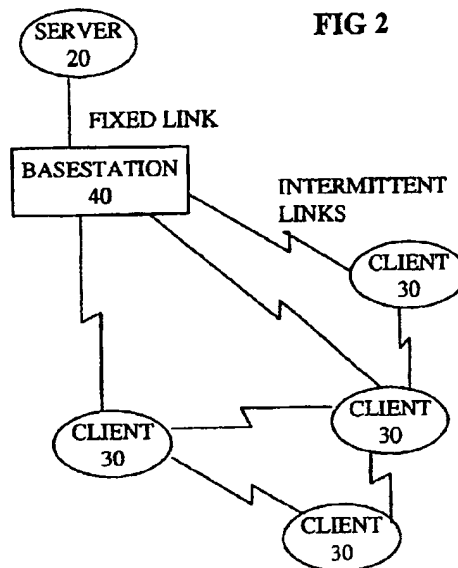 FIG 2
SERVER
20
FIXED LINK
BASESTATION
40
INTERMITTENT
LINKS
CLIENT
30
CLIENT
30
CLIENT
30
CLIENT
30